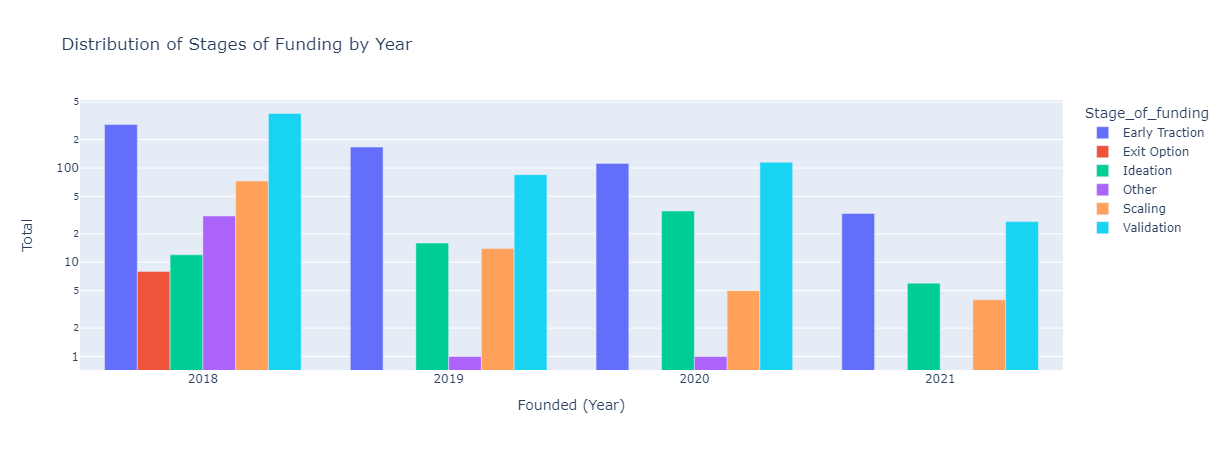 Distribution of Stages of Funding by Year
5
2
100
5
2
10
5
2
1
Total
2018
2019
2020
2021
Founded (Year)
Stage_of_funding
Early Traction
Exit Option
Ideation
Other
Scaling
Validation